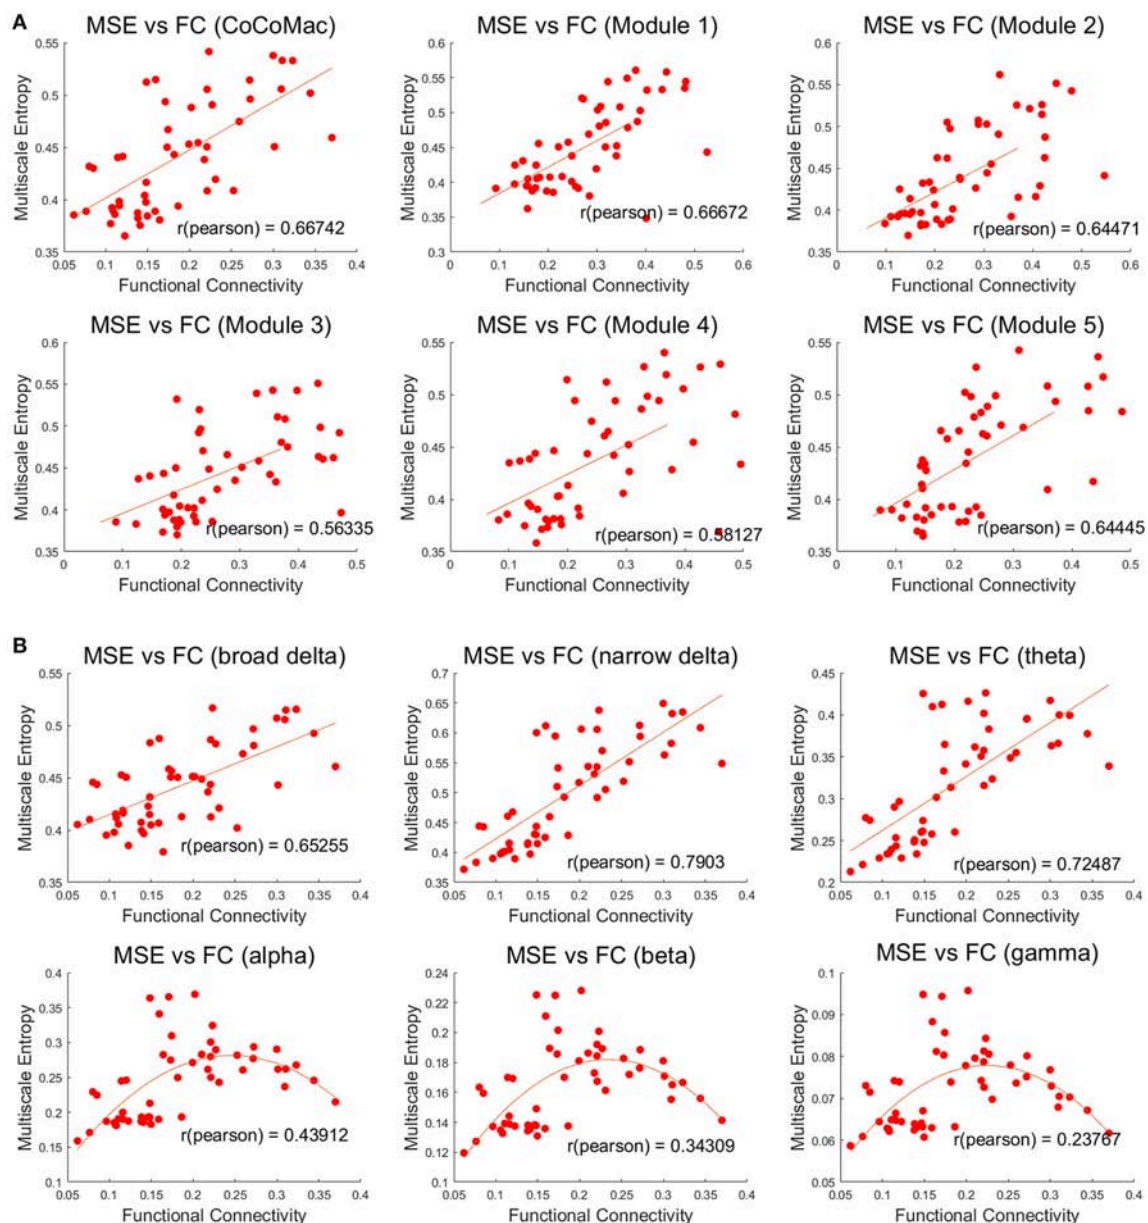 A
MSE vs FC (CoCoMac)
Multiscale Entropy
0.55
0.5
0.45
0.4
0.35
r(pearson) = 0.66742
0.05 0.1 0.15 0.2 0.25 0.3 0.35 0.4
Functional Connectivity
MSE vs FC (Module 1)
Multiscale Entropy
0.6
0.55
0.5
0.45
0.4
0.35
0.3
r(pearson) = 0.66672
0 0.1 0.2 0.3 0.4 0.5 0.6
Functional Connectivity
MSE vs FC (Module 2)
Multiscale Entropy
0.6
0.55
0.5
0.45
0.4
0.35
r(pearson) = 0.64471
0 0.1 0.2 0.3 0.4 0.5 0.6
Functional Connectivity
MSE vs FC (Module 3)
Multiscale Entropy
0.6
0.55
0.5
0.45
0.4
0.35
r(pearson) = 0.56335
0 0.1 0.2 0.3 0.4 0.5
Functional Connectivity
MSE vs FC (Module 4)
Multiscale Entropy
0.55
0.5
0.45
0.4
0.35
r(pearson) = 0.58127
0 0.1 0.2 0.3 0.4 0.5
Functional Connectivity
MSE vs FC (Module 5)
Multiscale Entropy
0.55
0.5
0.45
0.4
0.35
r(pearson) = 0.64445
0 0.1 0.2 0.3 0.4 0.5
Functional Connectivity
B
MSE vs FC (broad delta)
Multiscale Entropy
0.55
0.5
0.45
0.4
0.35
r(pearson) = 0.65255
0.05 0.1 0.15 0.2 0.25 0.3 0.35 0.4
Functional Connectivity
MSE vs FC (narrow delta)
Multiscale Entropy
0.7
0.65
0.6
0.55
0.5
0.45
0.4
0.35
r(pearson) = 0.7903
0.05 0.1 0.15 0.2 0.25 0.3 0.35 0.4
Functional Connectivity
MSE vs FC (theta)
Multiscale Entropy
0.45
0.4
0.35
0.3
0.25
0.2
r(pearson) = 0.72487
0.05 0.1 0.15 0.2 0.25 0.3 0.35 0.4
Functional Connectivity
MSE vs FC (alpha)
Multiscale Entropy
0.4
0.35
0.3
0.25
0.2
0.15
0.1
r(pearson) = 0.43912
0.05 0.1 0.15 0.2 0.25 0.3 0.35 0.4
Functional Connectivity
MSE vs FC (beta)
Multiscale Entropy
0.24
0.22
0.2
0.18
0.16
0.14
0.12
0.1
r(pearson) = 0.34309
0.05 0.1 0.15 0.2 0.25 0.3 0.35 0.4
Functional Connectivity
MSE vs FC (gamma)
Multiscale Entropy
0.1
0.09
0.08
0.07
0.06
0.05
r(pearson) = 0.23767
0.05 0.1 0.15 0.2 0.25 0.3 0.35 0.4
Functional Connectivity